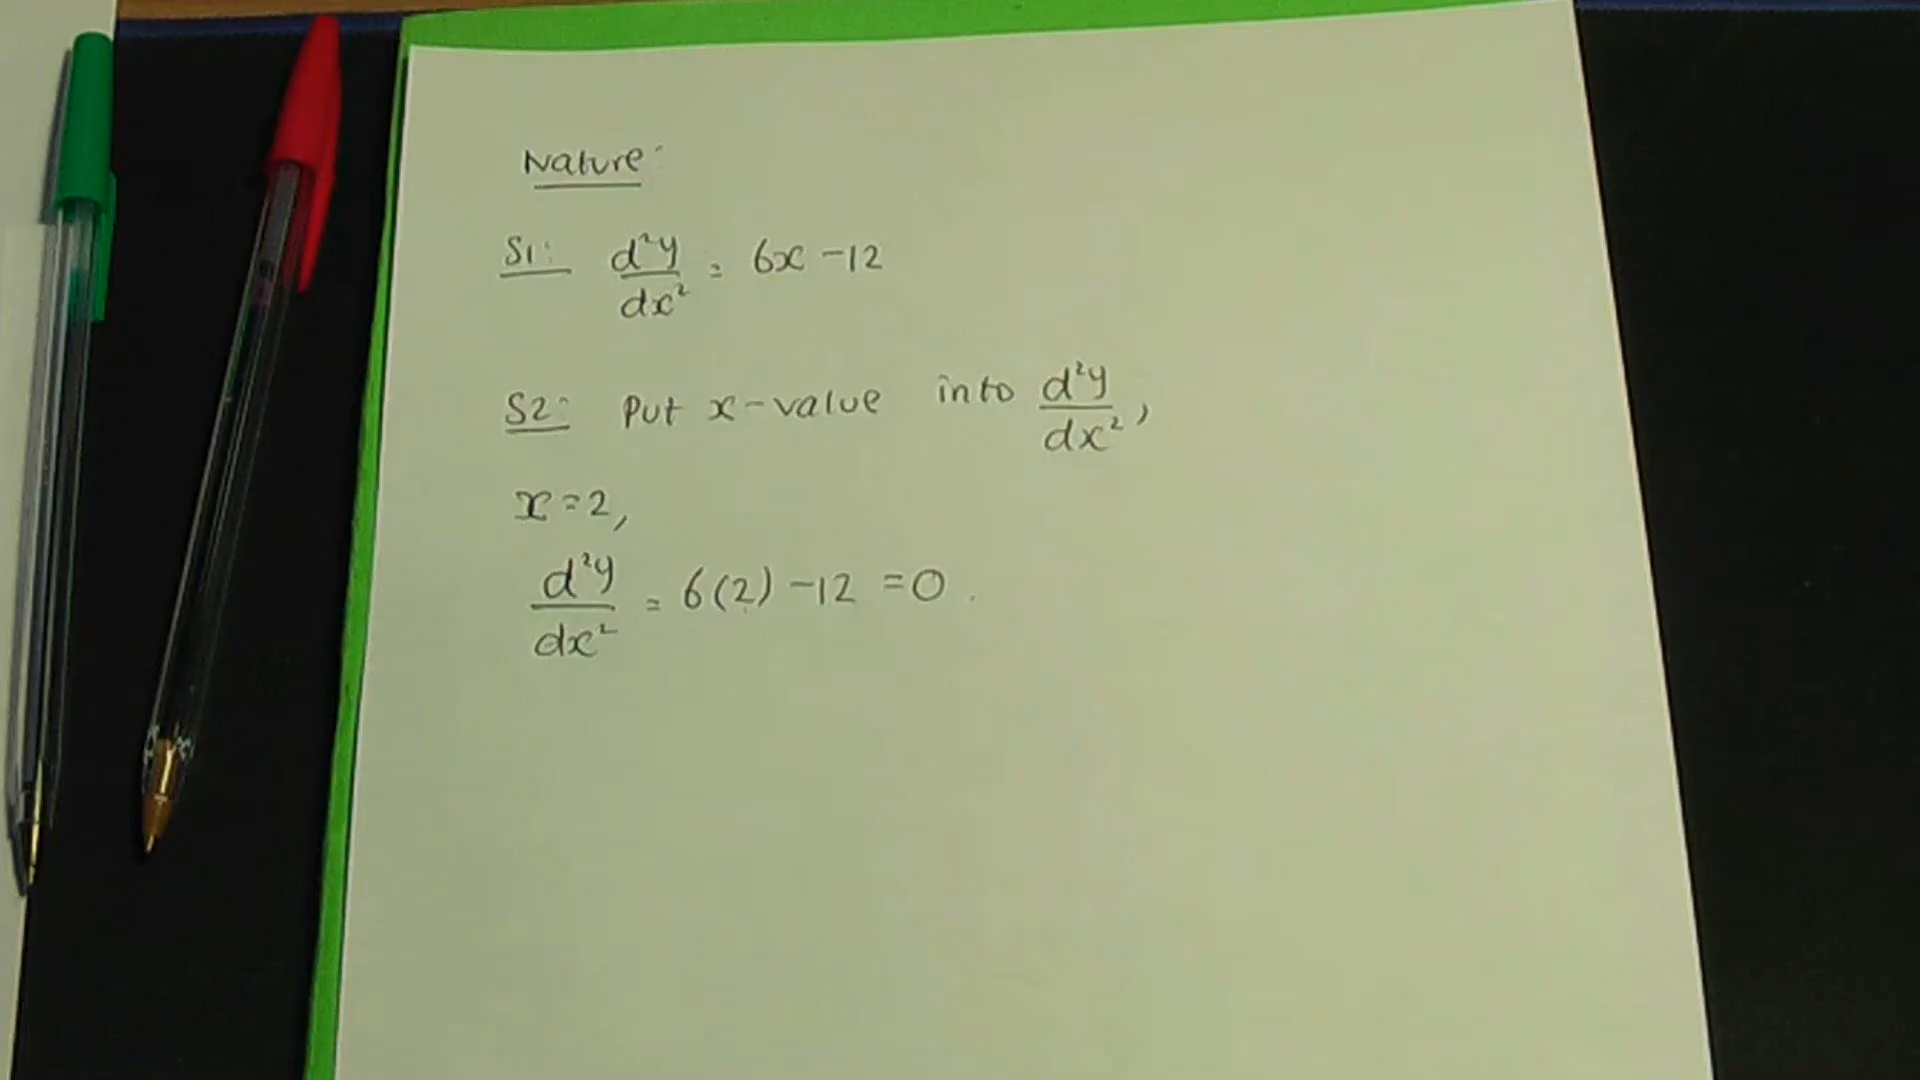 Nature:
S1: d²y/dx² = 6x - 12
S2: Put x-value into d²y/dx²,
x = 2,
d²y/dx² = 6(2) - 12 = 0.